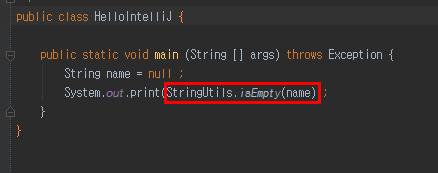 public class HelloIntelliJ {
public static void main (String [] args) throws Exception {
String name = null ;
System.out.print(StringUtils.isEmpty(name) ;
}
}